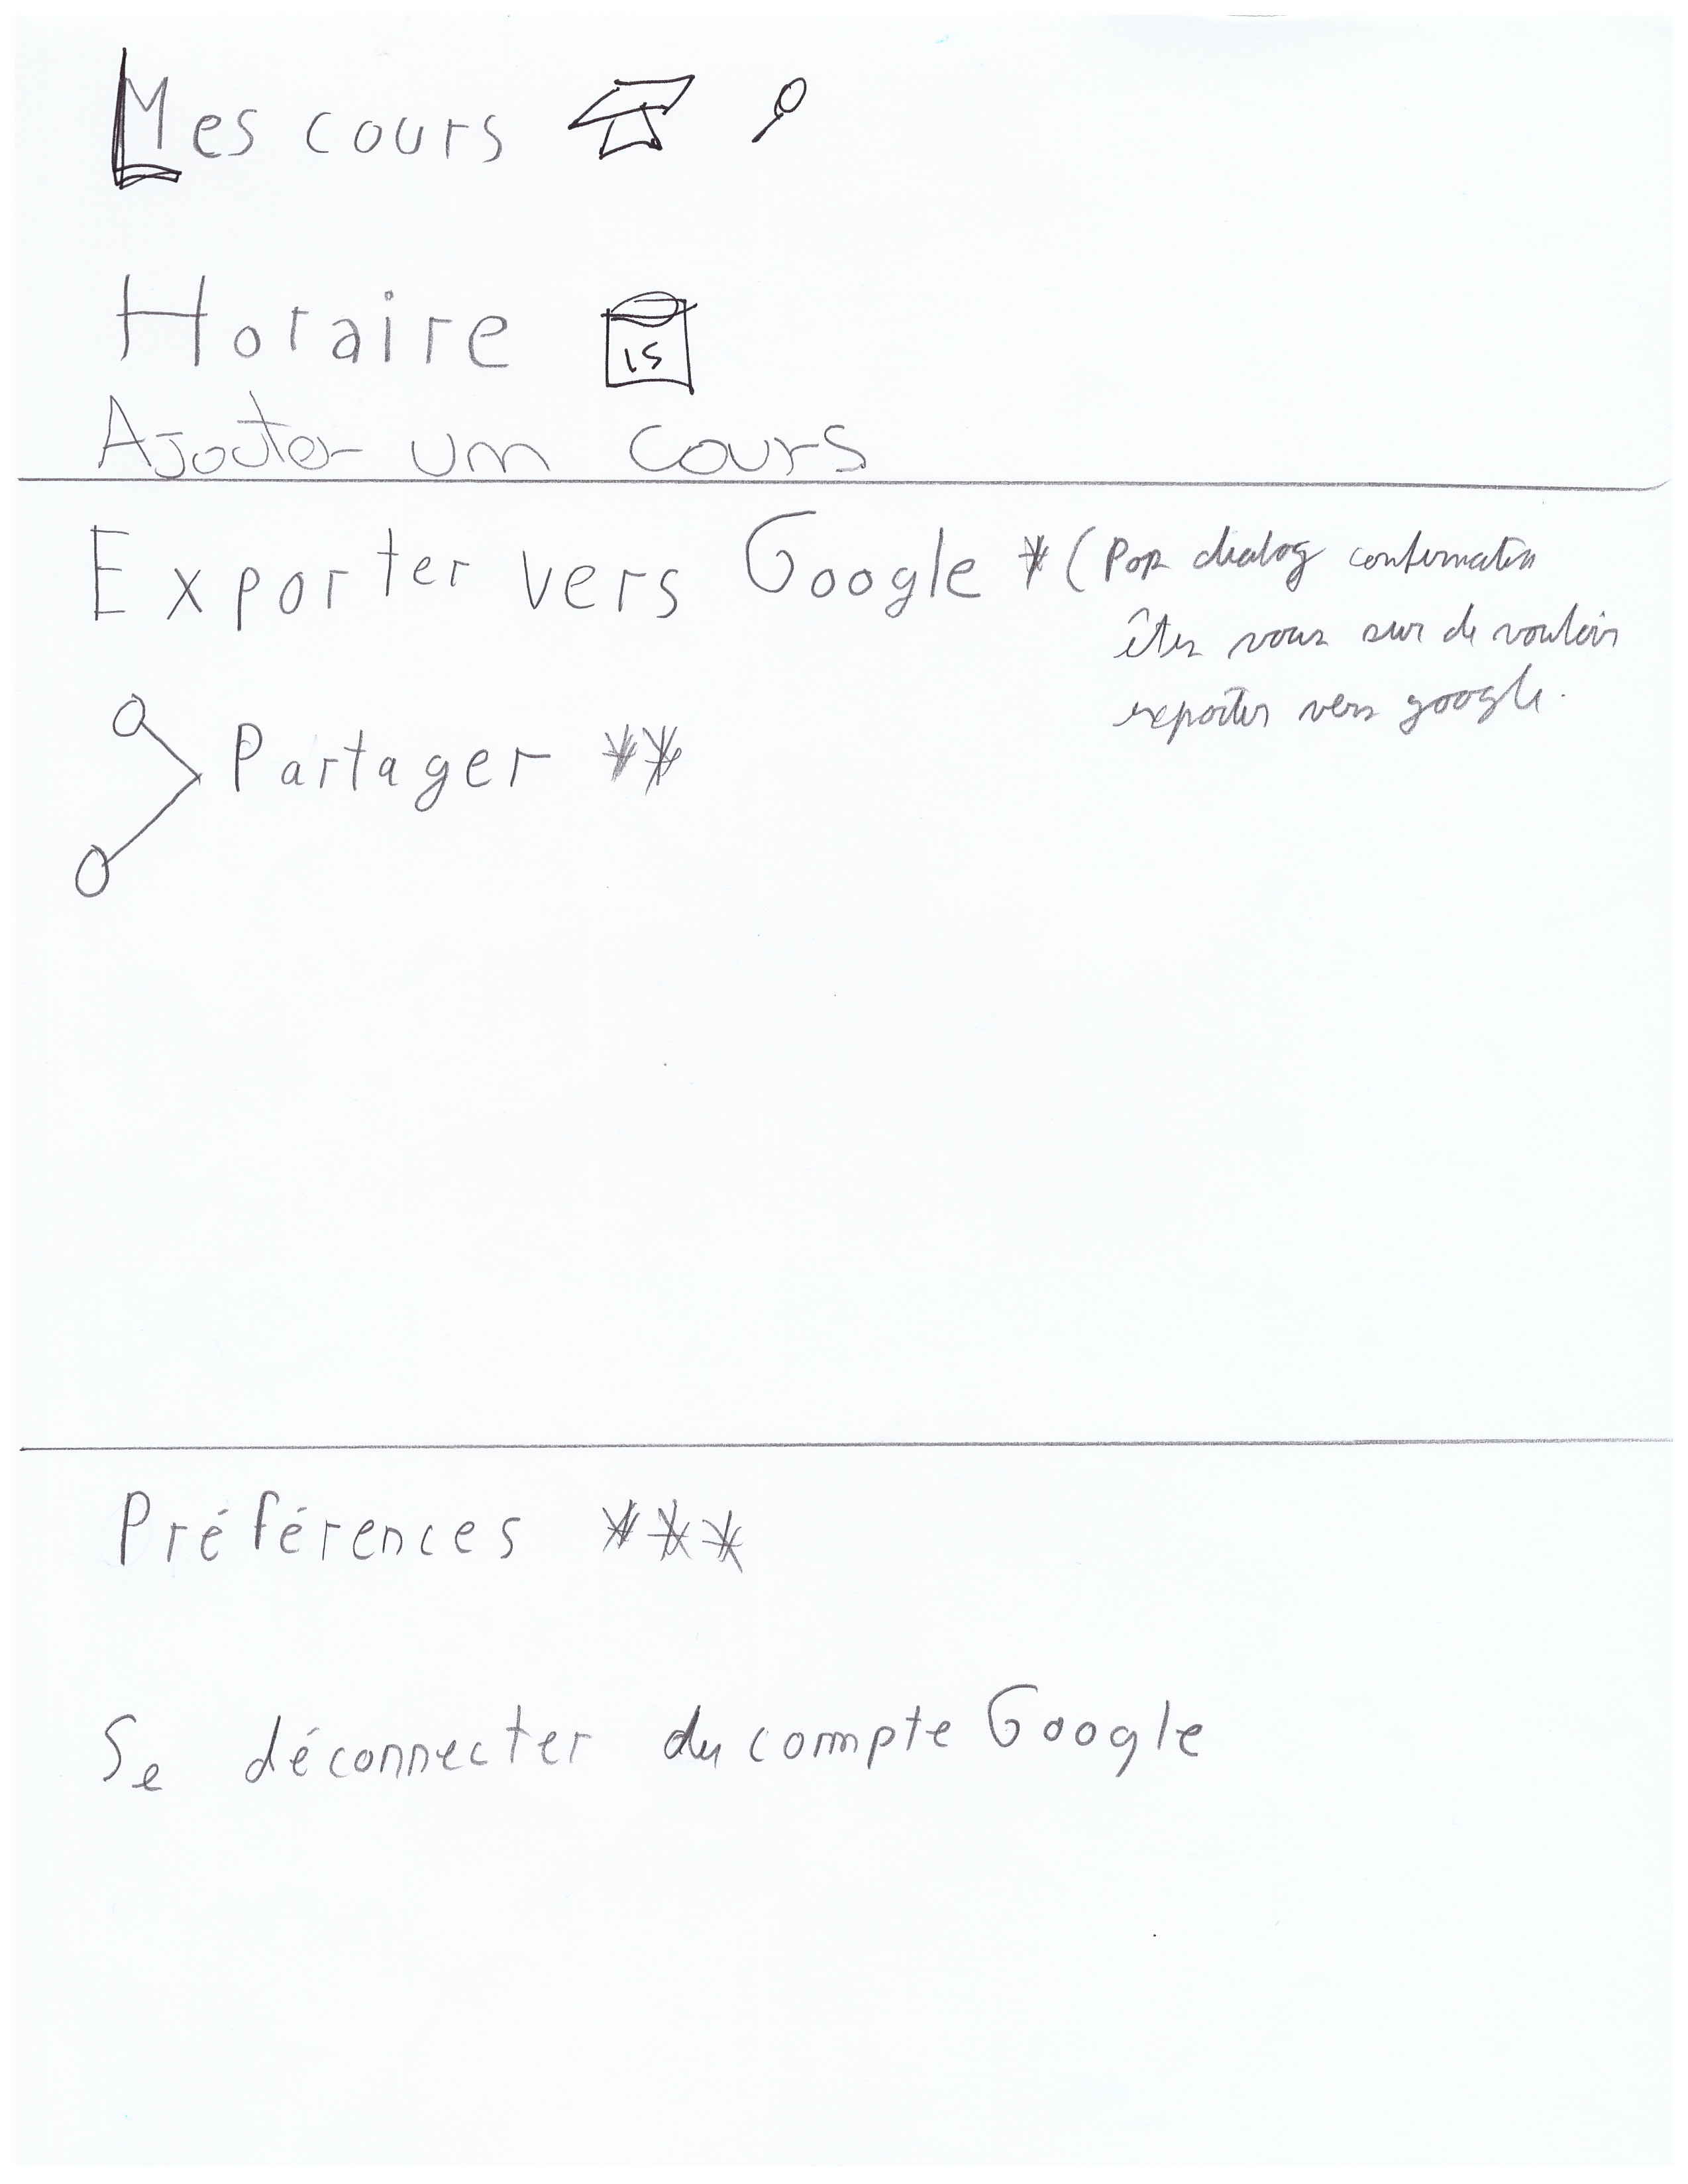 Mes cours
Horaire 15
Ajouter un cours
Exporter vers Google * (Pop dialog confirmation
êtes vous sur de vouloir
exporter vers google.
Partager **
Préférences ***
Se déconnecter du compte Google